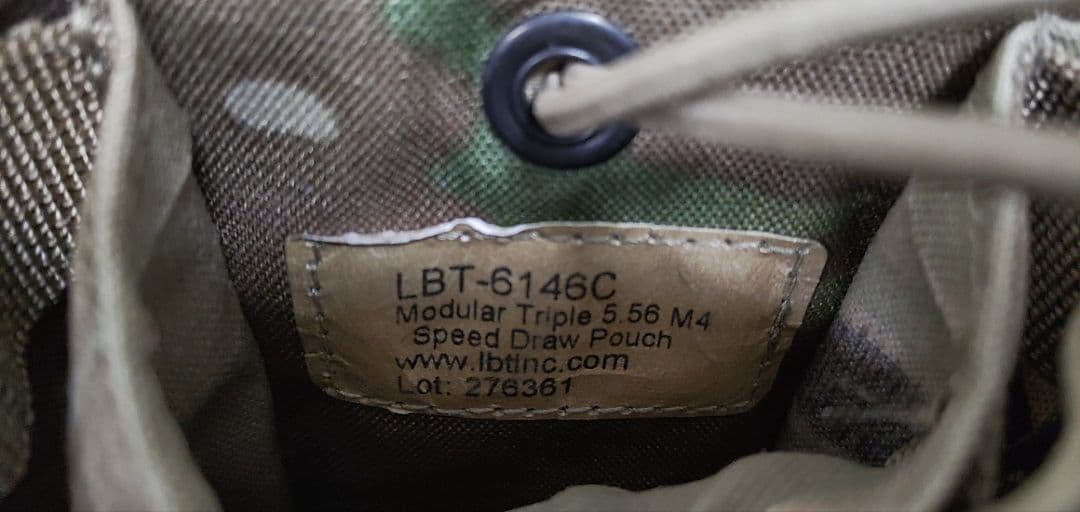 LBT-6146C
Modular Triple 5.56 M4
Speed Draw Pouch
www.lbtinc.com
Lot: 276361